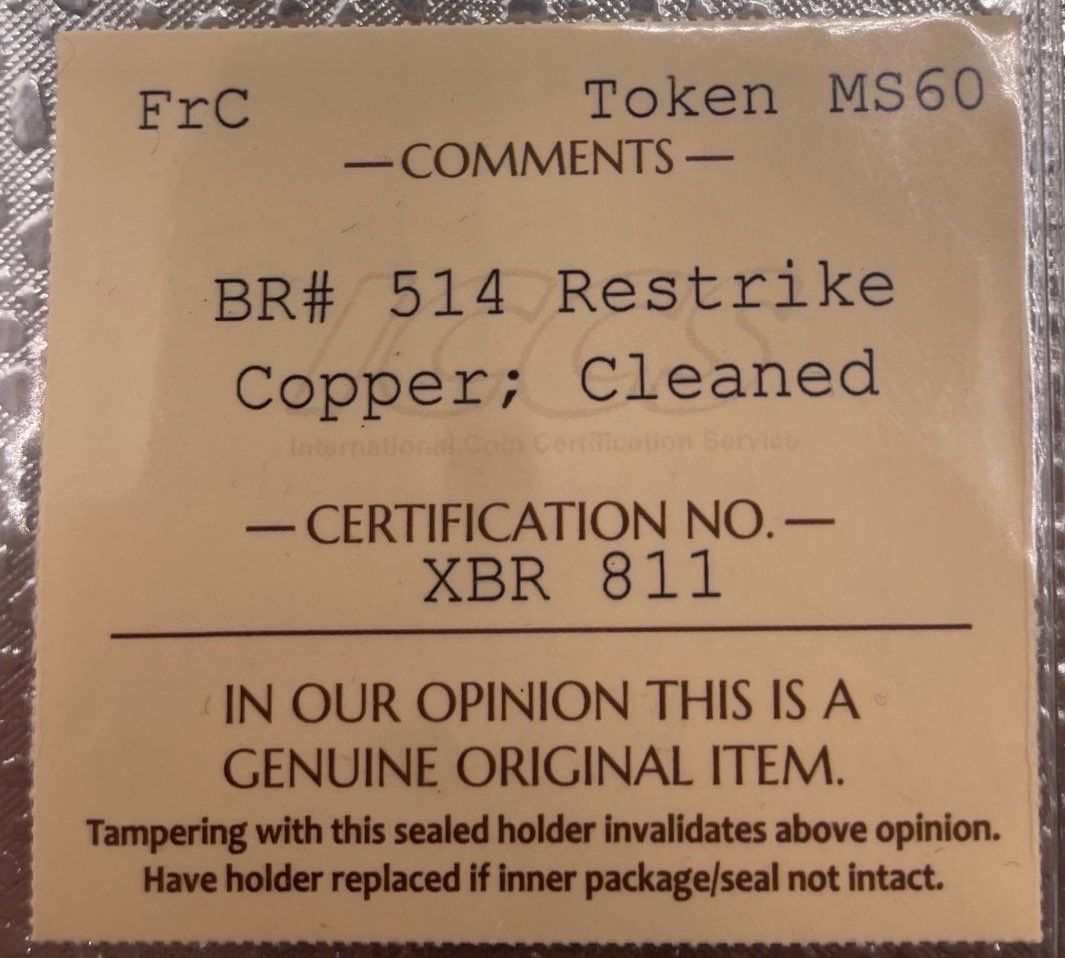 FrC Token MS60
—COMMENTS—
BR# 514 Restrike
Copper; Cleaned
ICCS
International Coin Certification Service
—CERTIFICATION NO.—
XBR 811
IN OUR OPINION THIS IS A
GENUINE ORIGINAL ITEM.
Tampering with this sealed holder invalidates above opinion.
Have holder replaced if inner package/seal not intact.